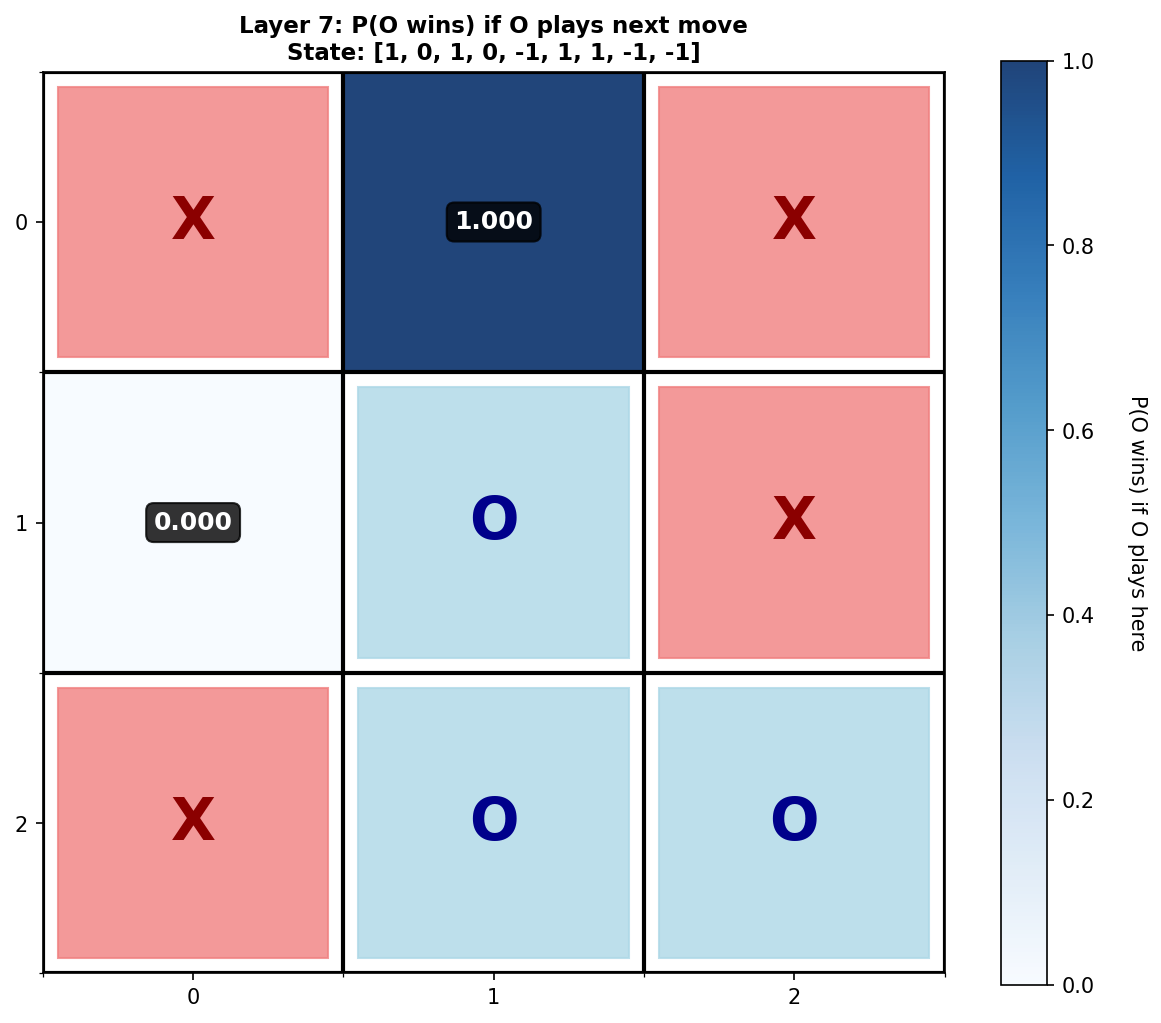 Layer 7: P(O wins) if O plays next move
State: [1, 0, 1, 0, -1, 1, 1, -1, -1]
0
X
1.000
X
1
0.000
O
X
2
X
O
O
0
1
2
1.0
0.8
0.6
0.4
0.2
0.0
P(O wins) if O plays here